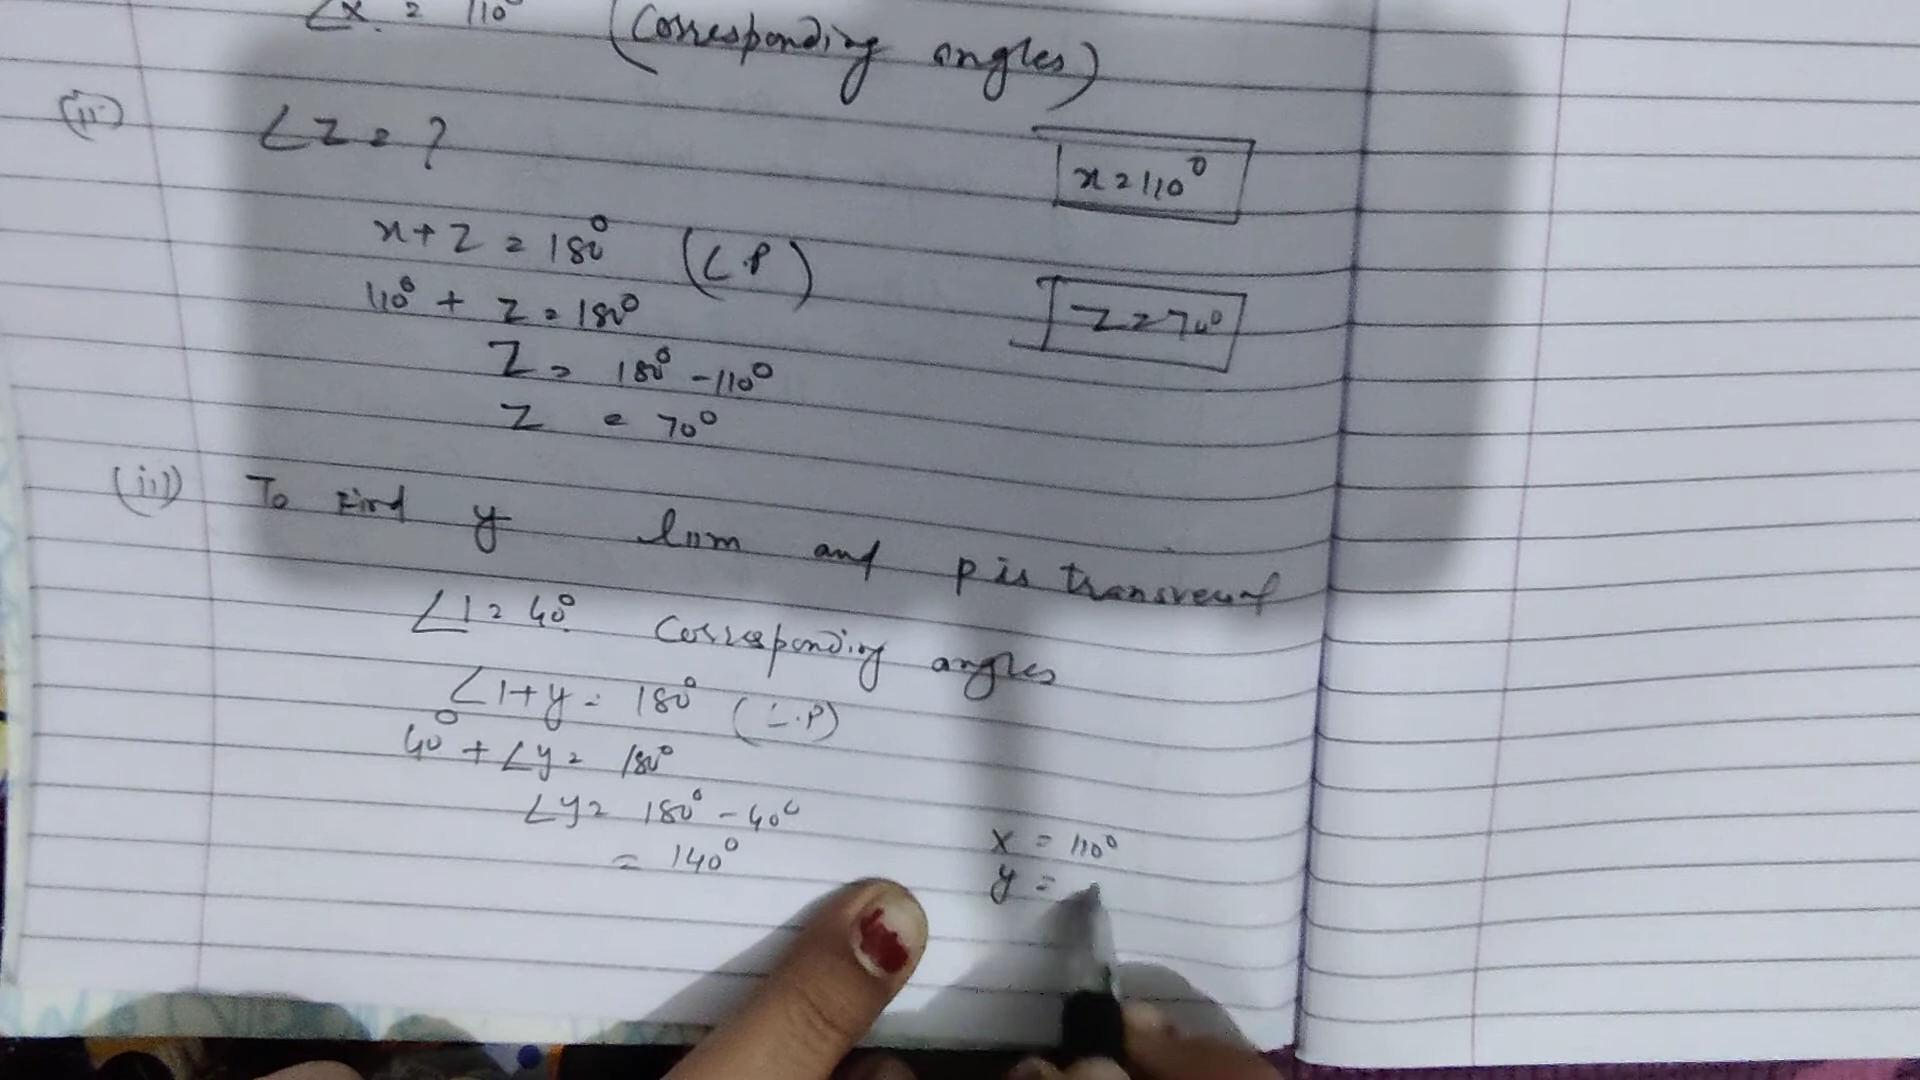 ∠x = 110° (Corresponding angles)
(ii) ∠Z = ?
x = 110°
x + Z = 180° (L.P)
110° + Z = 180°
Z = 70°
Z = 180° - 110°
Z = 70°
(iii) To Find y l || m and p is
∠1 = 40° Corresponding angles
∠1 + y = 180° (L.P)
40° + ∠y = 180°
∠y = 180° - 40°
= 140°
x = 110°
y =